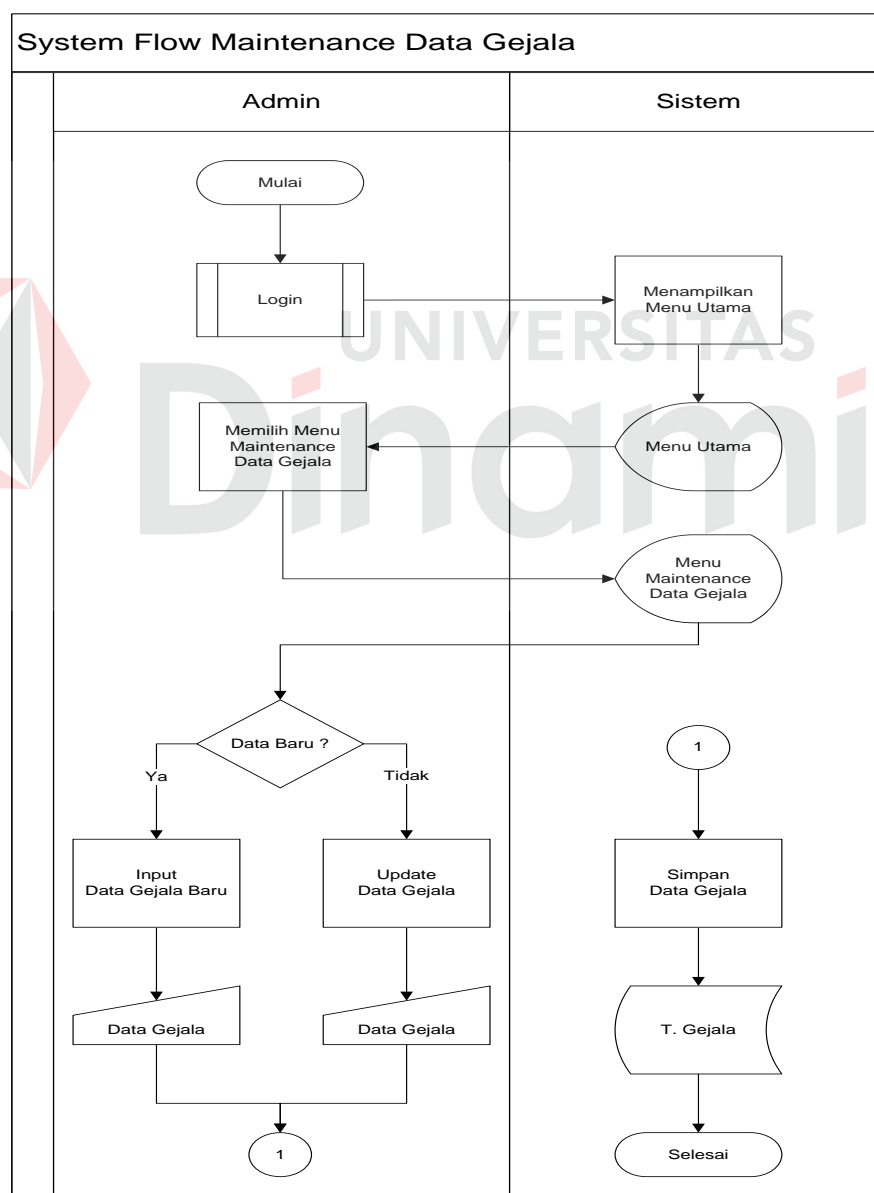 System Flow Maintenance Data Gejala
Admin
Sistem
Mulai
Login
Menampilkan
Menu Utama
UNIVERSITAS
Dinami
Memilih Menu
Maintenance
Data Gejala
Menu Utama
Menu
Maintenance
Data Gejala
Data Baru ?
Ya
Tidak
1
Input
Data Gejala Baru
Update
Data Gejala
Simpan
Data Gejala
Data Gejala
Data Gejala
T. Gejala
1
Selesai